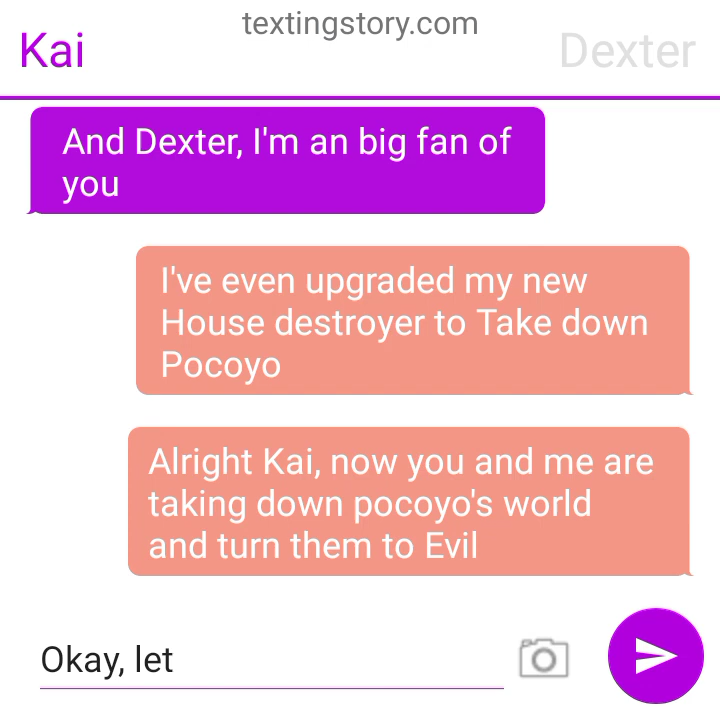 textingstory.com
Kai
Dexter
And Dexter, I'm an big fan of
you
I've even upgraded my new
House destroyer to Take down
Pocoyo
Alright Kai, now you and me are
taking down pocoyo's world
and turn them to Evil
Okay, let